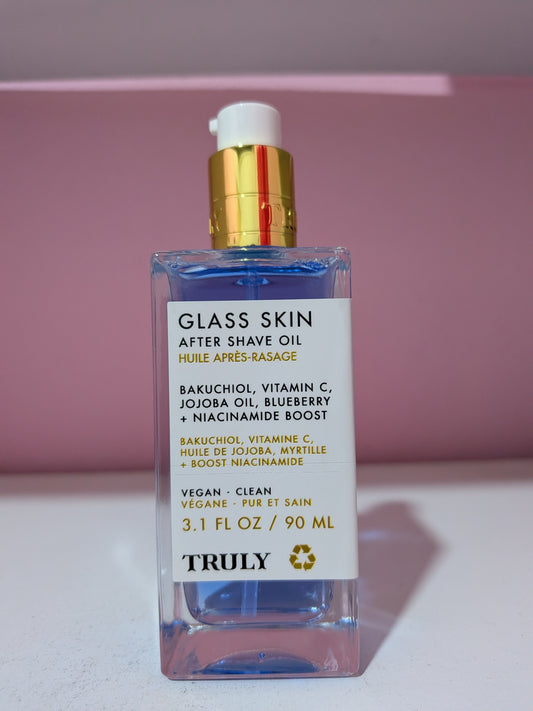 GLASS SKIN
AFTER SHAVE OIL
HUILE APRÈS-RASAGE
BAKUCHIOL, VITAMIN C,
JOJOBA OIL, BLUEBERRY
+ NIACINAMIDE BOOST
BAKUCHIOL, VITAMINE C,
HUILE DE JOJOBA, MYRTILLE
+ BOOST NIACINAMIDE
VEGAN · CLEAN
VÉGANE · PUR ET SAIN
3.1 FL OZ / 90 ML
TRULY